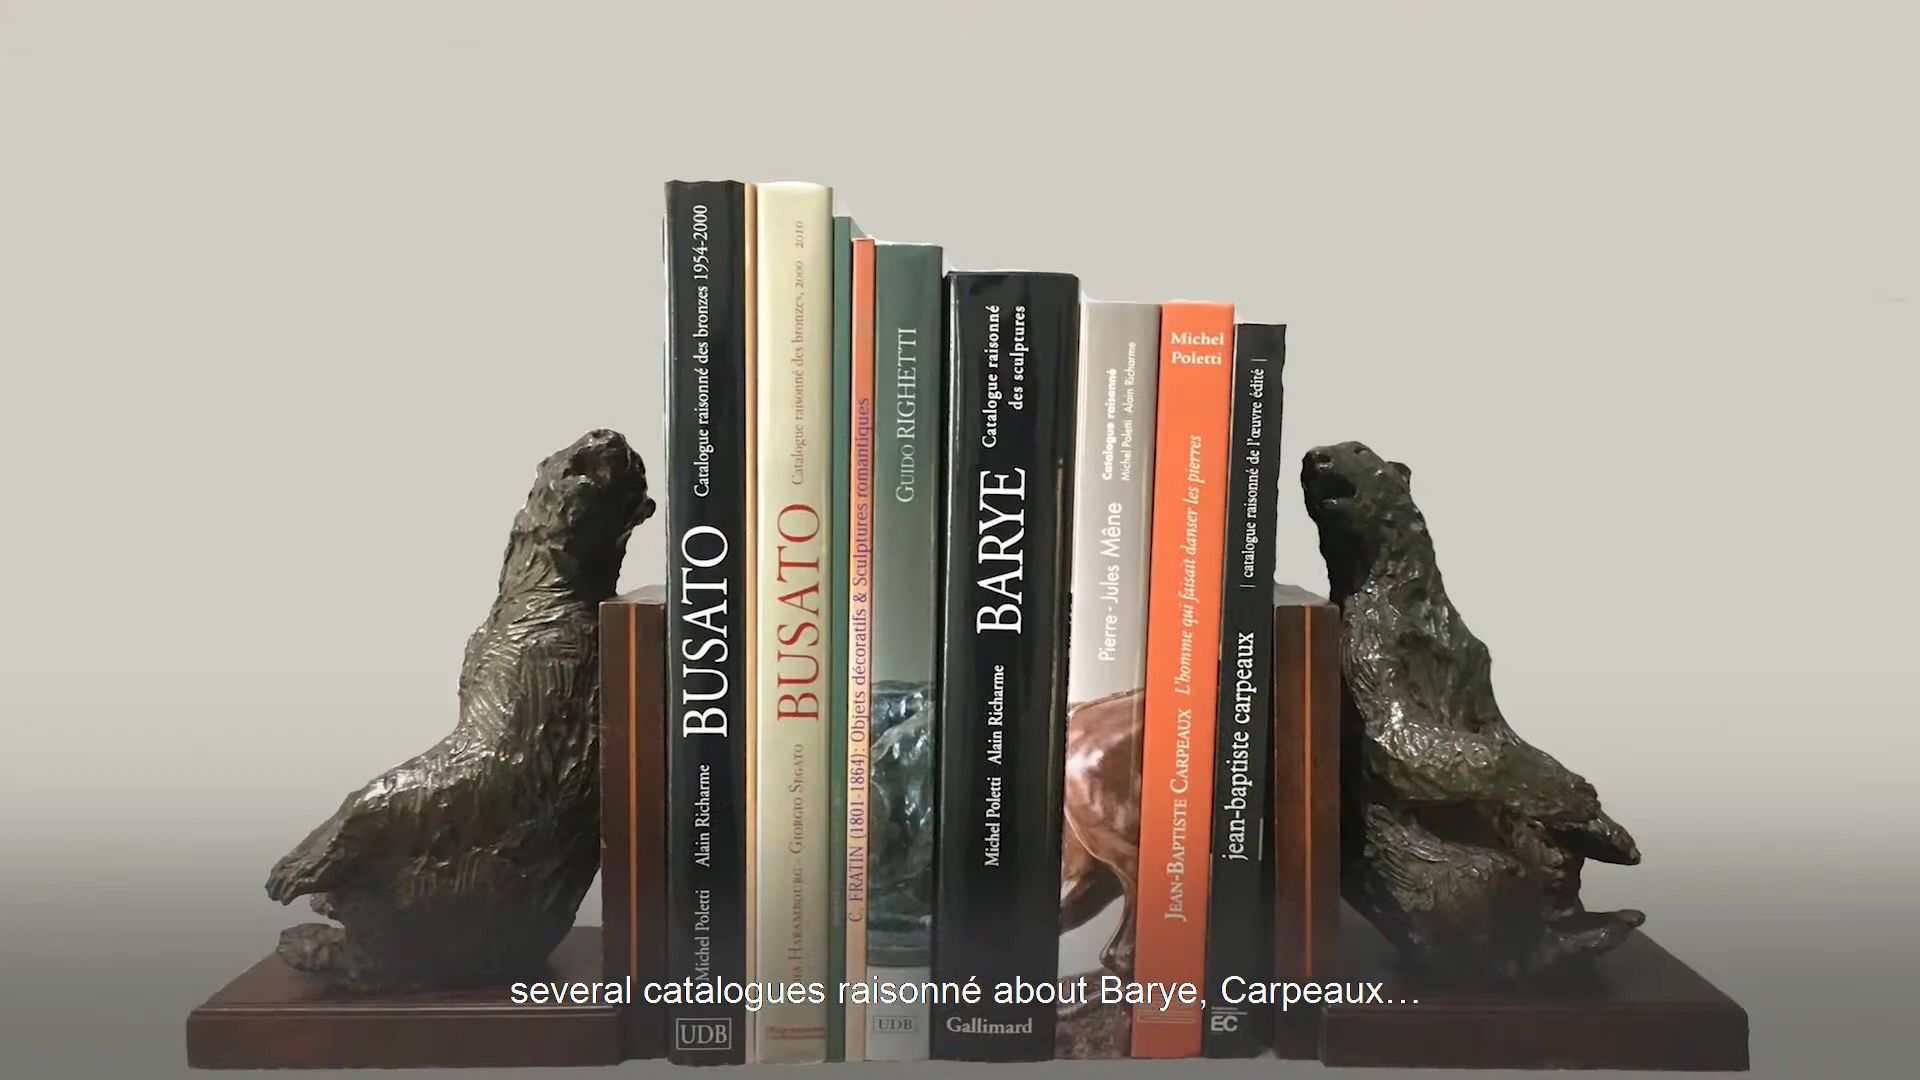 BUSATO Catalogue raisonné des bronzes 1954-2000
Michel Poletti Alain Richarme
UDB
BUSATO Catalogue raisonné des bronzes, 2000 - 2010
HARAMBOURG - GIORGIO SEGATO
C. FRATIN (1801-1864): Objets décoratifs & Sculptures romantiques
GUIDO RIGHETTI
UDB
BARYE Catalogue raisonné
des sculptures
Michel Poletti Alain Richarme
Gallimard
Pierre-Jules Mêne Catalogue raisonné
Michel Poletti Alain Richarme
Michel
Poletti
JEAN-BAPTISTE CARPEAUX L'homme qui faisait danser les pierres
jean-baptiste carpeaux | catalogue raisonné de l'œuvre édité |
EC
several catalogues raisonné about Barye, Carpeaux…